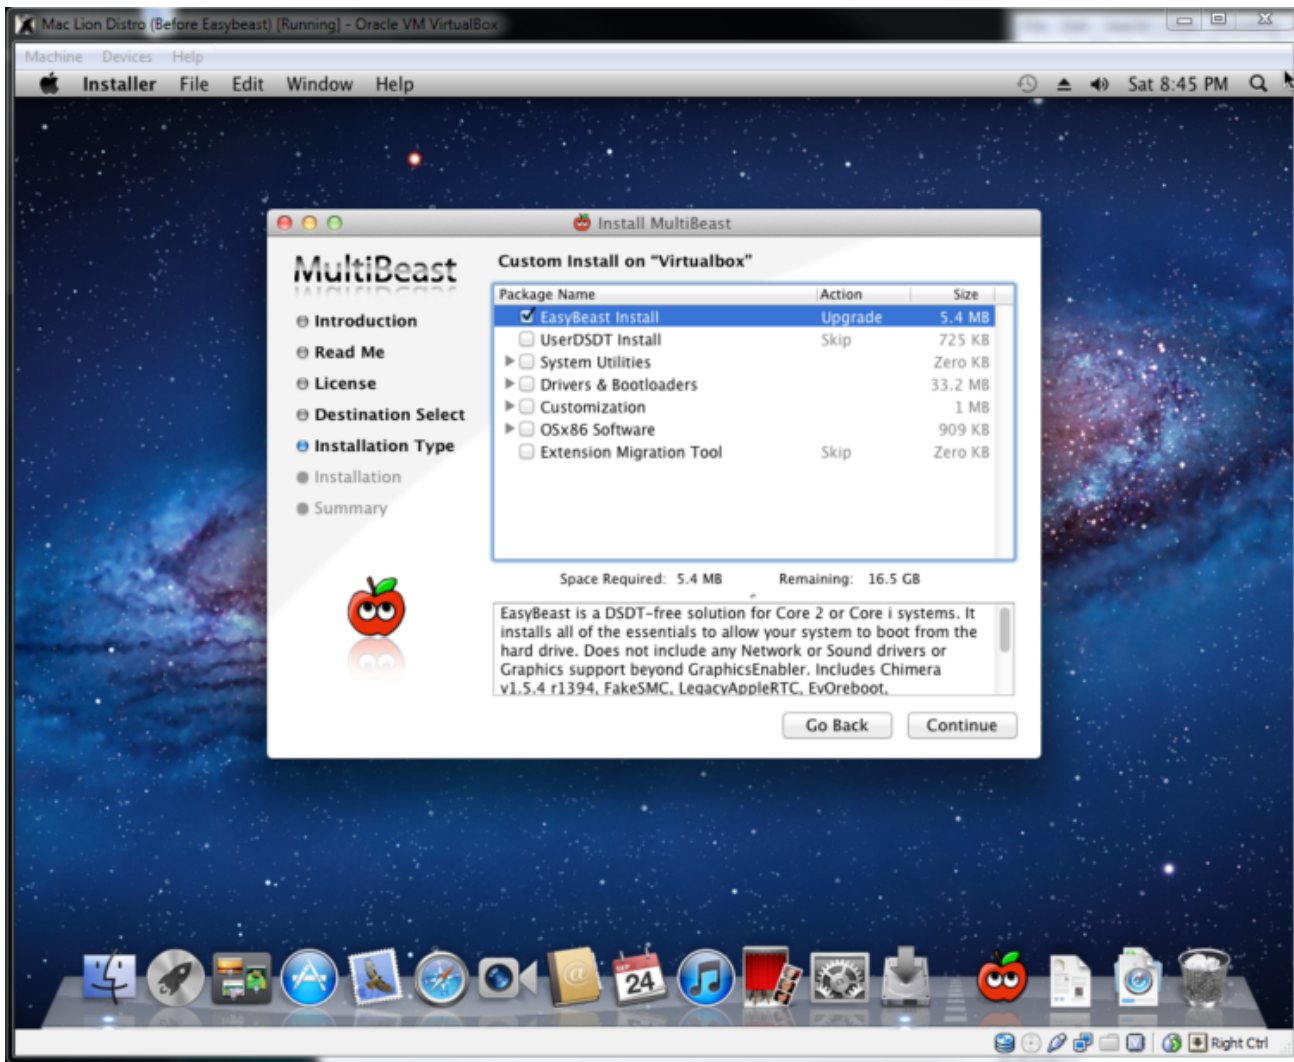 Mac Lion Distro (Before Easybeast) [Running] - Oracle VM VirtualBox
Machine Devices Help
Installer File Edit Window Help Sat 8:45 PM
Install MultiBeast
MultiBeast
Introduction
Read Me
License
Destination Select
Installation Type
Installation
Summary
Custom Install on “Virtualbox”
Package Name Action Size
EasyBeast Install Upgrade 5.4 MB
UserDSDT Install Skip 725 KB
System Utilities Zero KB
Drivers & Bootloaders 33.2 MB
Customization 1 MB
OSx86 Software 909 KB
Extension Migration Tool Skip Zero KB
Space Required: 5.4 MB Remaining: 16.5 GB
EasyBeast is a DSDT-free solution for Core 2 or Core i systems. It
installs all of the essentials to allow your system to boot from the
hard drive. Does not include any Network or Sound drivers or
Graphics support beyond GraphicsEnabler. Includes Chimera
v1.5.4 r1394, FakeSMC, LegacyAppleRTC, EvOreboot,
Go Back Continue
SEP
24
Right Ctrl